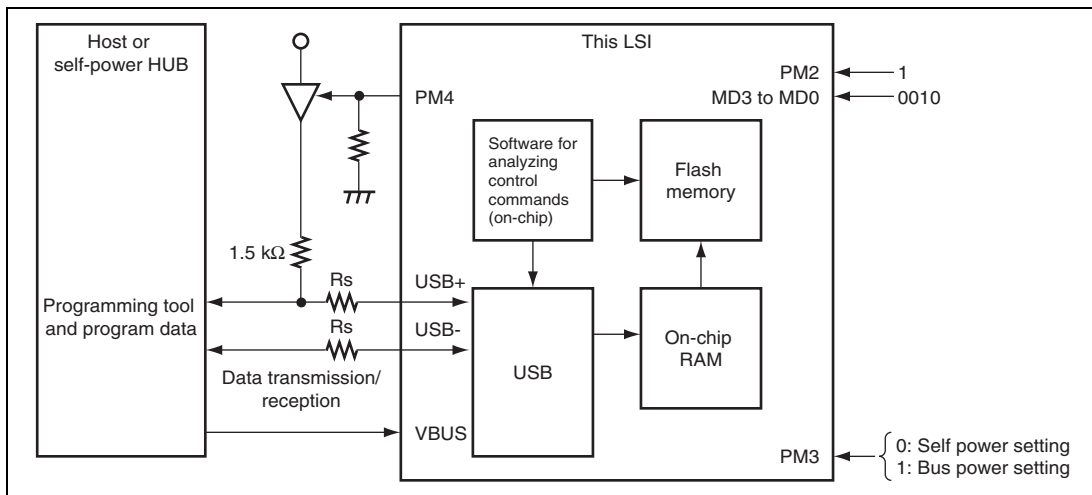 Host or
self-power HUB
This LSI
PM2
1
MD3 to MD0
0010
PM4
Software for
analyzing
control
commands
(on-chip)
Flash
memory
1.5 kΩ
Rs
USB+
Programming tool
and program data
Rs
USB-
USB
On-chip
RAM
Data transmission/
reception
VBUS
PM3
0: Self power setting
1: Bus power setting